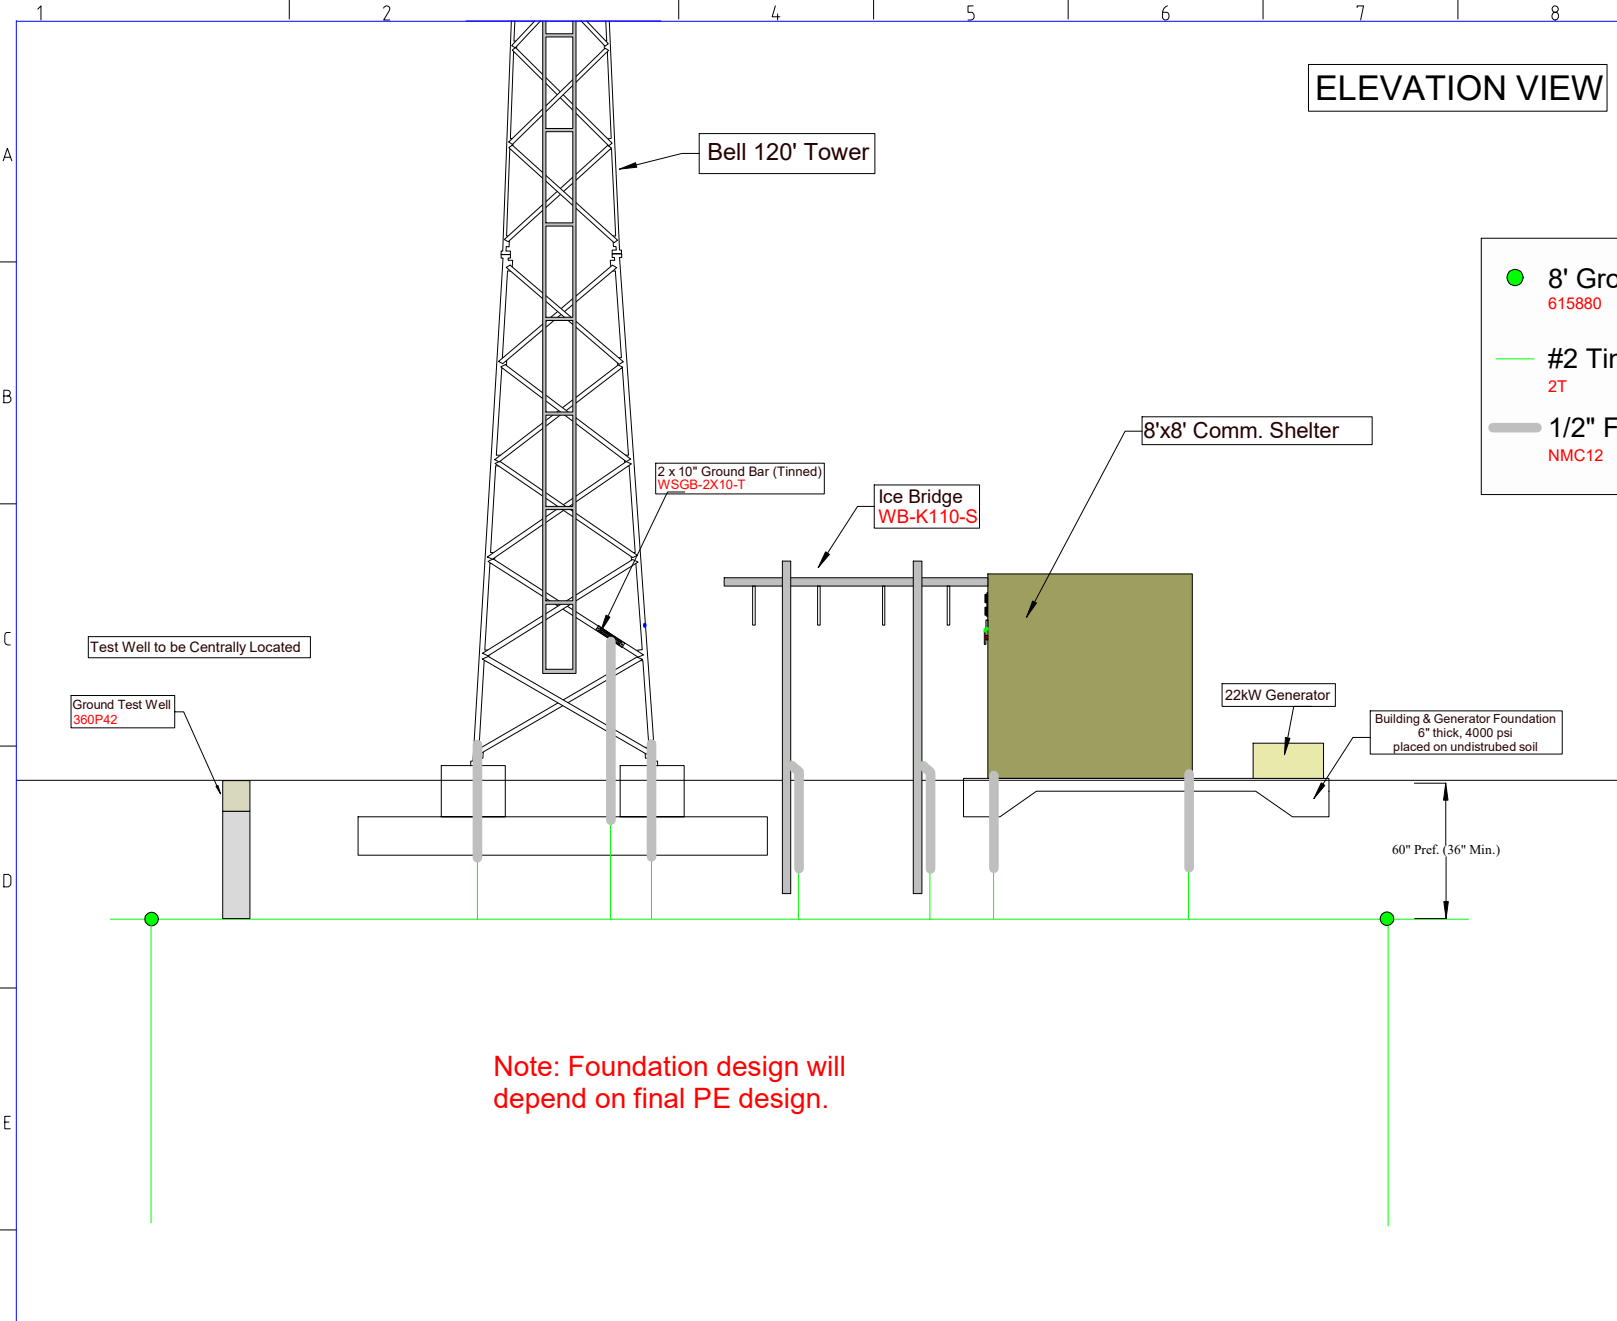 1
2
4
5
6
7
8
ELEVATION VIEW
A
Bell 120' Tower
8' Gro
615880
#2 Tin
2T
B
1/2" F
NMC12
8'x8' Comm. Shelter
2 x 10" Ground Bar (Tinned)
WSGB-2X10-T
Ice Bridge
WB-K110-S
C
Test Well to be Centrally Located
Ground Test Well
360P42
22kW Generator
Building & Generator Foundation
6" thick, 4000 psi
placed on undistrubed soil
60" Pref. (36" Min.)
D
Note: Foundation design will
depend on final PE design.
E